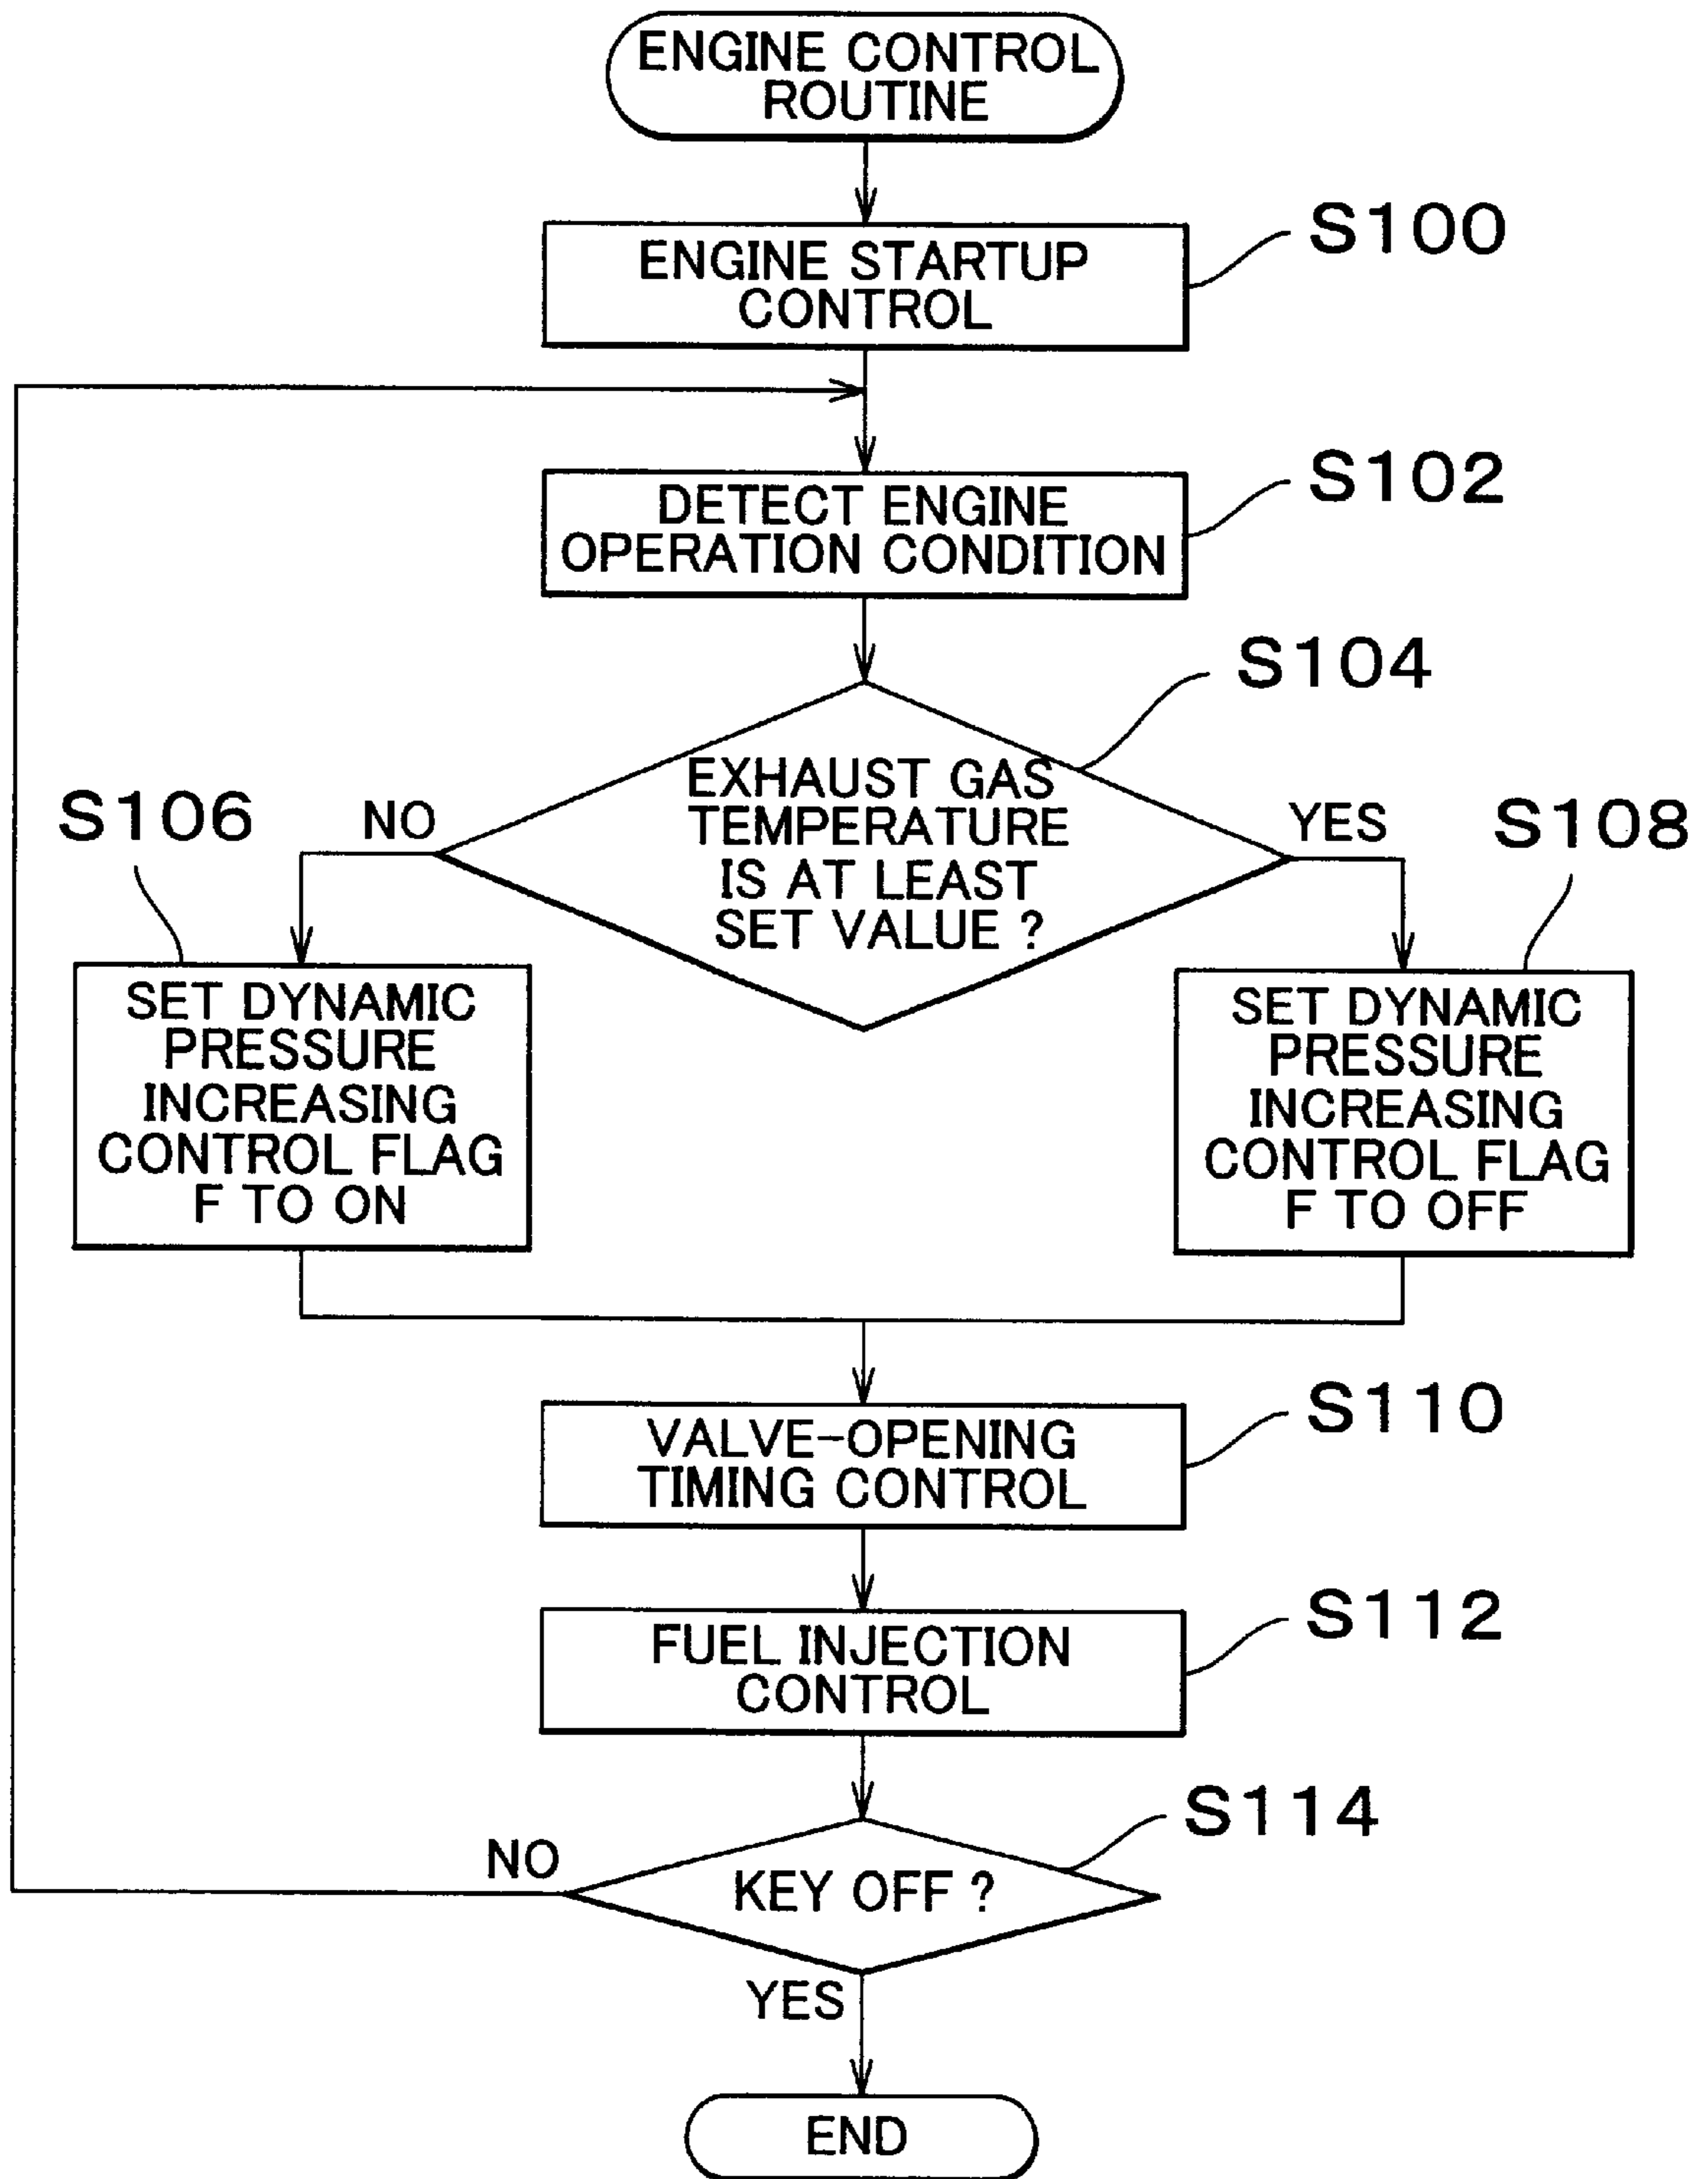 ENGINE CONTROL
ROUTINE
S100
ENGINE STARTUP
CONTROL
S102
DETECT ENGINE
OPERATION CONDITION
S104
EXHAUST GAS
TEMPERATURE
IS AT LEAST
SET VALUE ?
NO
YES
S106
S108
SET DYNAMIC
PRESSURE
INCREASING
CONTROL FLAG
F TO ON
SET DYNAMIC
PRESSURE
INCREASING
CONTROL FLAG
F TO OFF
S110
VALVE-OPENING
TIMING CONTROL
S112
FUEL INJECTION
CONTROL
S114
NO
KEY OFF ?
YES
END